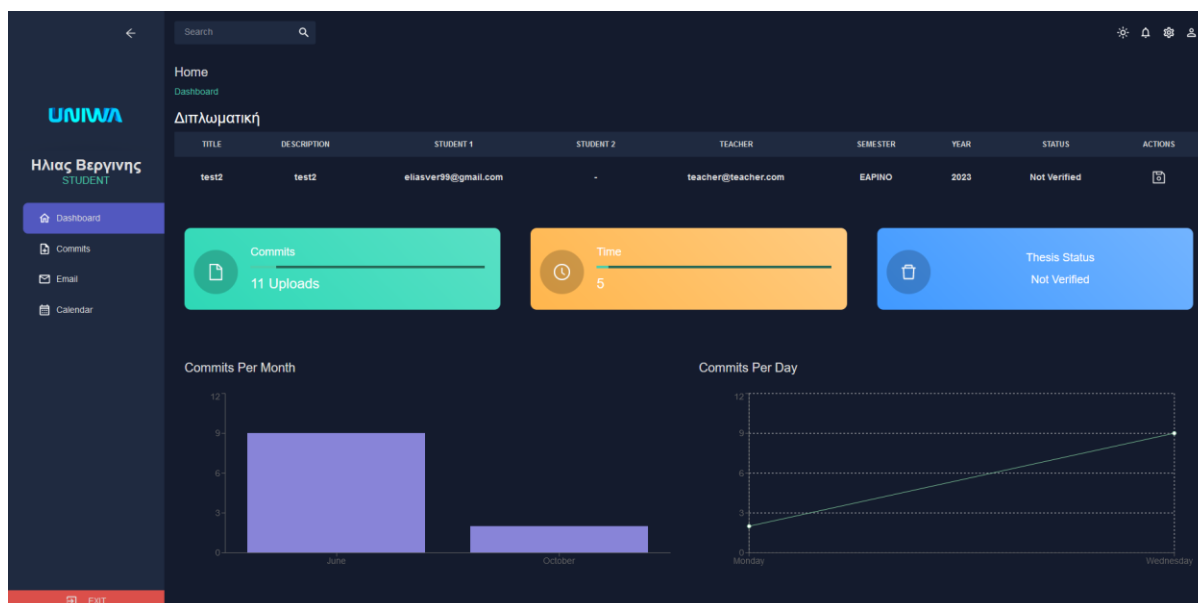 Search
Home
Dashboard
UNIWA
Ηλιας Βεργινης
STUDENT
Dashboard
Commits
Email
Calendar
EXIT
Διπλωματική
TITLE DESCRIPTION STUDENT 1 STUDENT 2 TEACHER SEMESTER YEAR STATUS ACTIONS
test2 test2 eliasver99@gmail.com - teacher@teacher.com ΕΑΡΙΝΟ 2023 Not Verified
Commits
11 Uploads
Time
5
Thesis Status
Not Verified
Commits Per Month
12
9
6
3
0
June October
Commits Per Day
12
9
6
3
0
Monday Wednesday